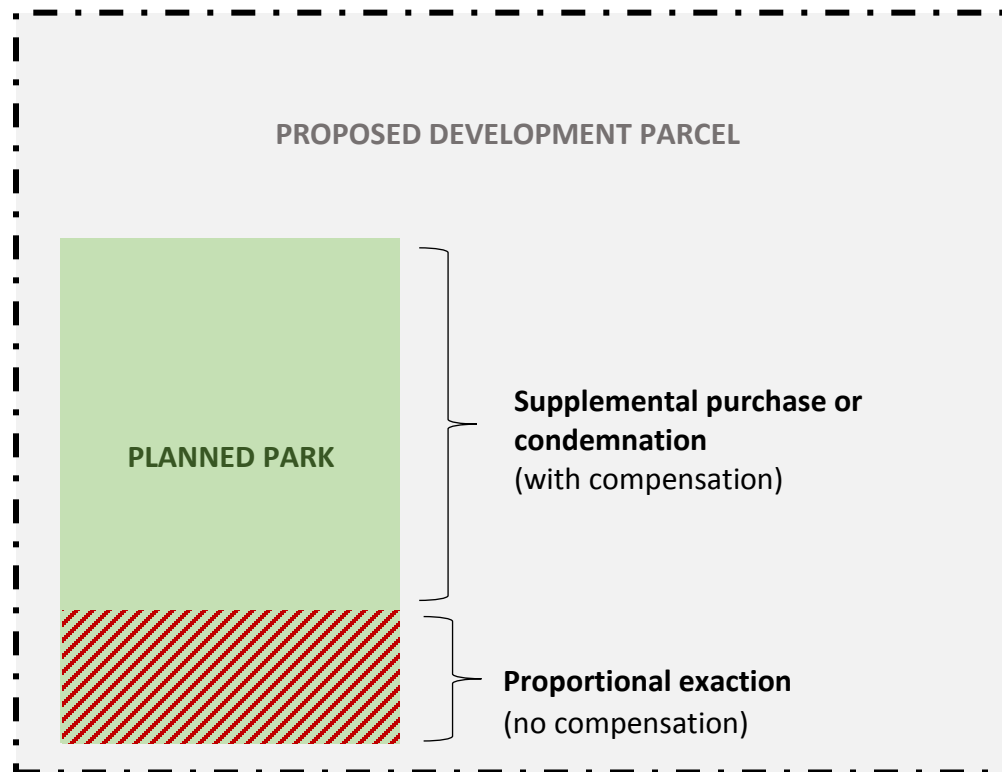 PROPOSED DEVELOPMENT PARCEL
Supplemental purchase or
condemnation
(with compensation)
PLANNED PARK
Proportional exaction
(no compensation)